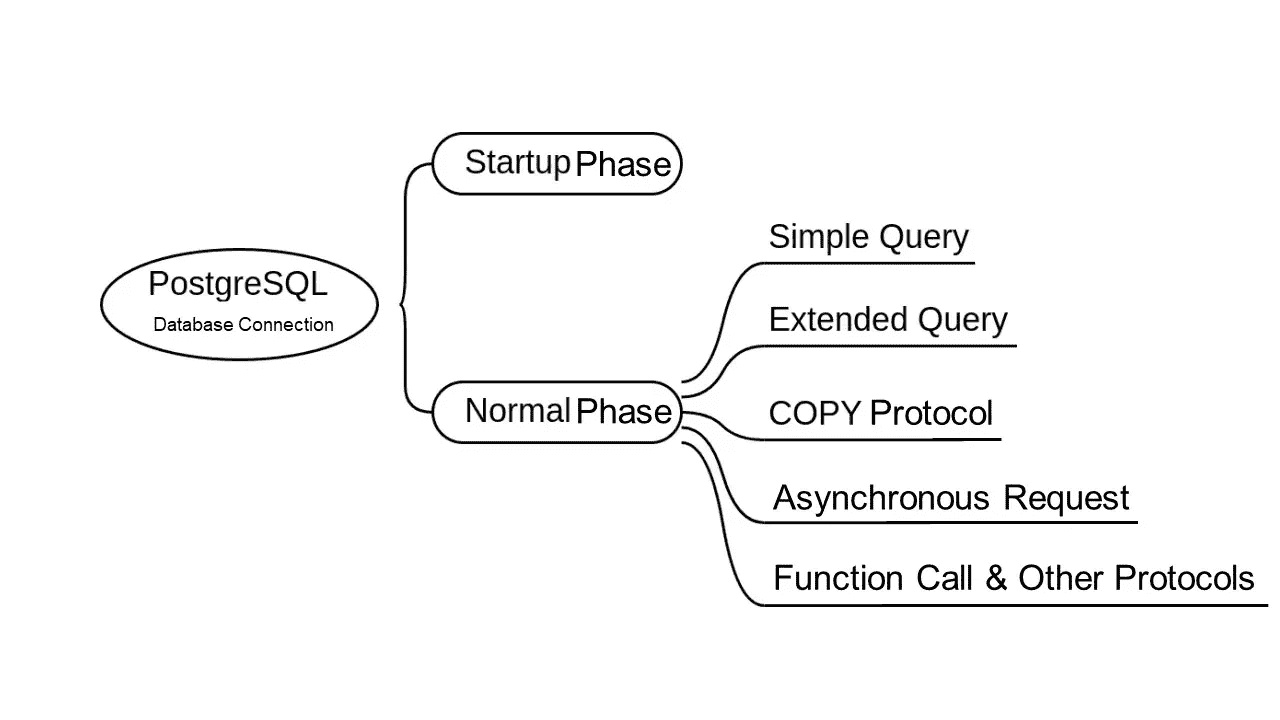 PostgreSQL
Database Connection
Startup Phase
Normal Phase
Simple Query
Extended Query
COPY Protocol
Asynchronous Request
Function Call & Other Protocols